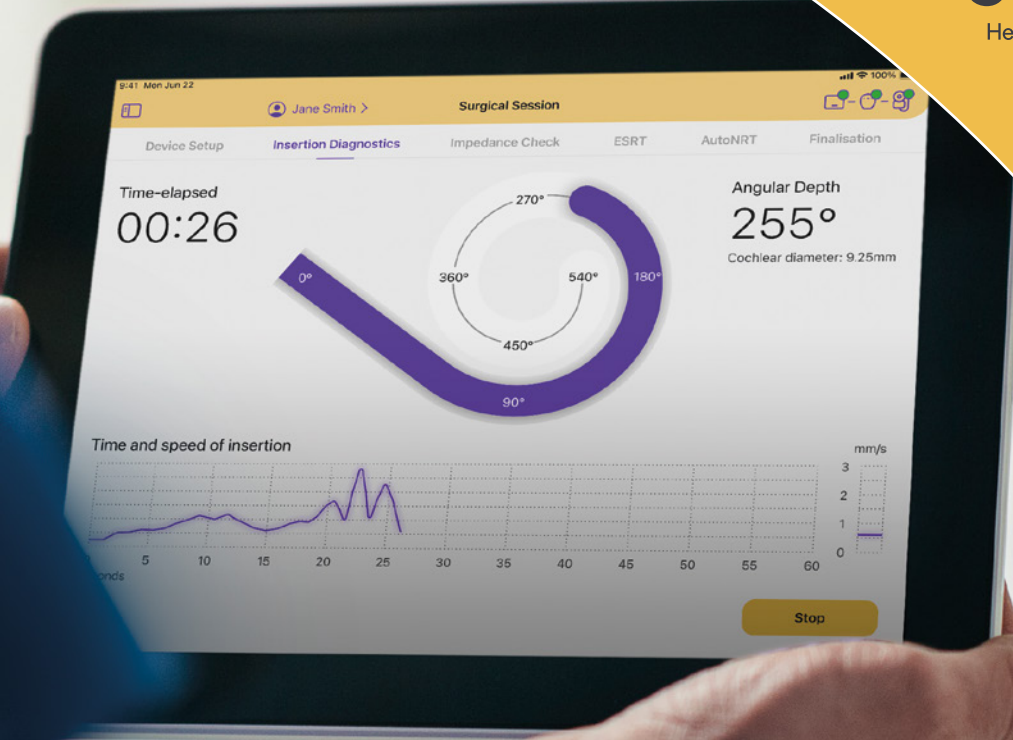 He
9:41 Mon Jun 22
100%
Jane Smith >
Surgical Session
Device Setup
Insertion Diagnostics
Impedance Check
ESRT
AutoNRT
Finalisation
Time-elapsed
00:26
Angular Depth
255°
Cochlear diameter: 9.25mm
0°
270°
360°
540°
180°
450°
90°
Time and speed of insertion
mm/s
3
2
1
0
5 10 15 20 25 30 35 40 45 50 55 60
onds
Stop